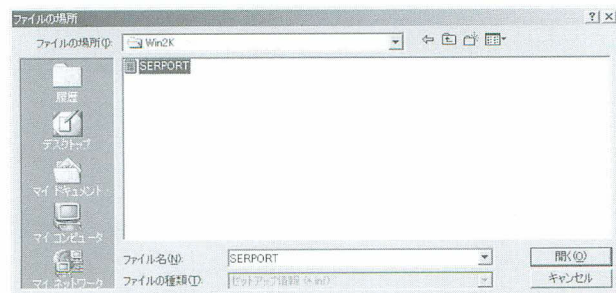 ファイルの場所
ファイルの場所(I):
Win2K
SERPORT
履歴
デスクトップ
マイ ドキュメント
マイ コンピュータ
マイ ネットワーク
ファイル名(N):
SERPORT
開く(O)
ファイルの種類(T):
セットアップ情報 (*.inf)
キャンセル